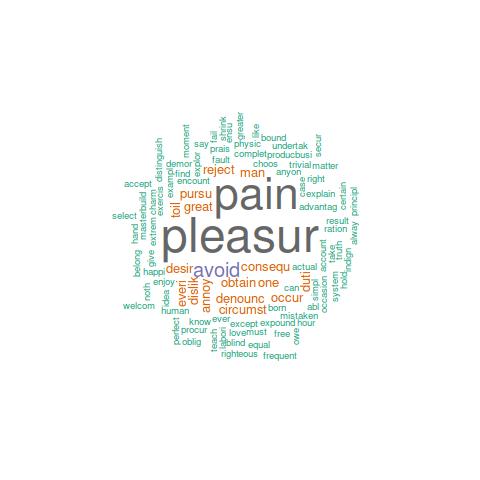 moment
fail
shrink
ensu
greater
like
distinguish
say
prais
explor
physic
bound
undertak
complet
producbusi
secur
demor
find
fault
encount
reject
man
choos
trivial
matter
anyon
accept
exampl
charm
exercis
pursu
great
toil
pain
case
right
explain
advantag
certain
principl
masterbuild
select
hand
extrem
pleasur
result
ration
alway
belong
give
happi
desir
avoid
consequ
actual
account
take
truth
indign
noth
enjoy
idea
everi
dislik
annoy
obtain
one
duti
can
simpl
occasion
system
hold
welcom
human
denounc
occur
abl
circumst
born
mistaken
perfect
know
ever
except
expound
hour
procur
teach
labori
love
must
free
owe
oblig
blind
equal
righteous
frequent